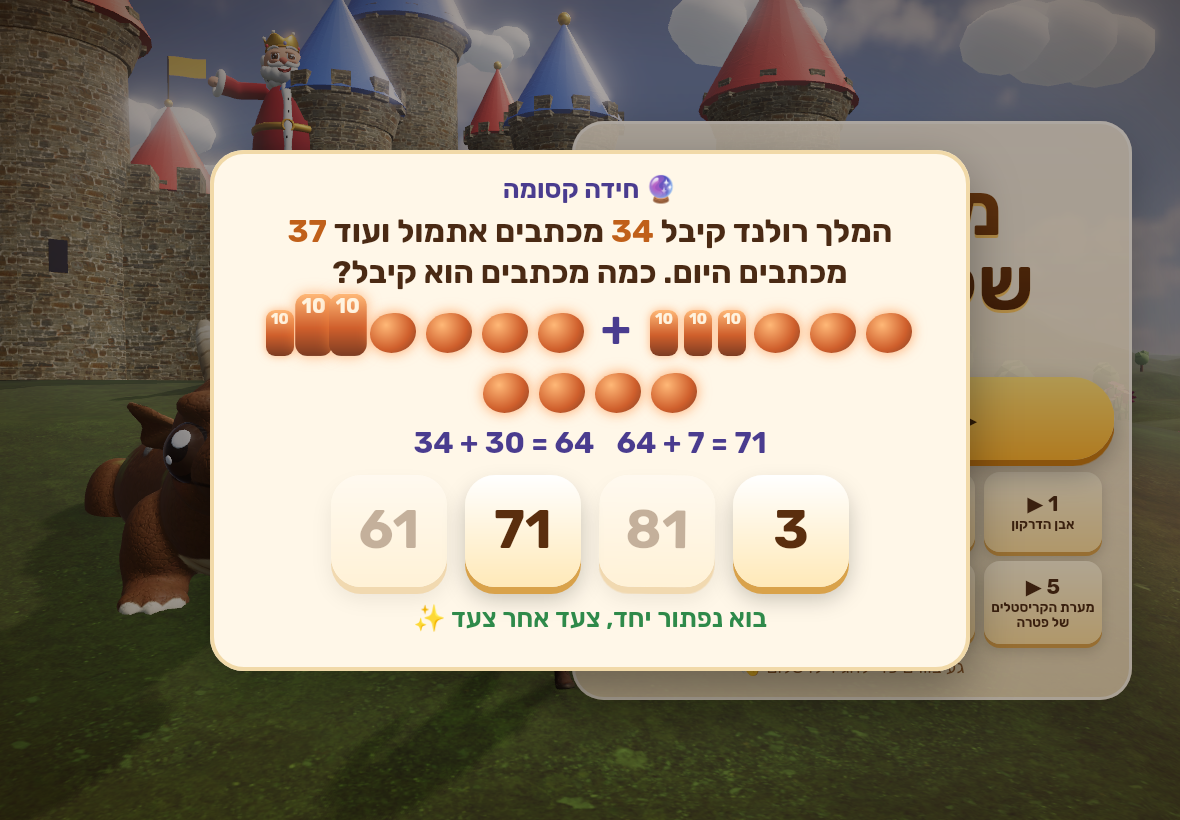 🔮 חידה קסומה
המלך רולנד קיבל 34 מכתבים אתמול ועוד 37
מכתבים היום. כמה מכתבים הוא קיבל?
10 10 10 + 10 10 10
34 + 30 = 64 64 + 7 = 71
61 71 81 3
בוא נפתור יחד, צעד אחר צעד ✨
▶ 1
אבן הדרקון
▶ 5
מערת הקריסטלים
של פטרה